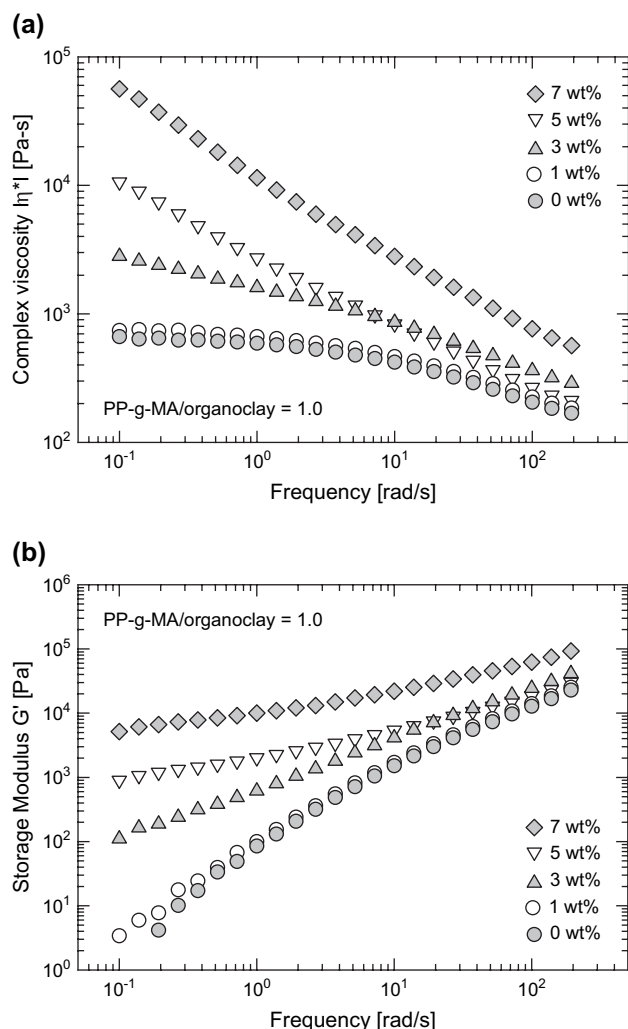 (a)
10^5
10^4
10^3
10^2
Complex viscosity |η*| [Pa-s]
7 wt%
5 wt%
3 wt%
1 wt%
0 wt%
PP-g-MA/organoclay = 1.0
10^-1
10^0
10^1
10^2
Frequency [rad/s]
(b)
10^6
10^5
10^4
10^3
10^2
10^1
10^0
Storage Modulus G' [Pa]
PP-g-MA/organoclay = 1.0
7 wt%
5 wt%
3 wt%
1 wt%
0 wt%
10^-1
10^0
10^1
10^2
Frequency [rad/s]